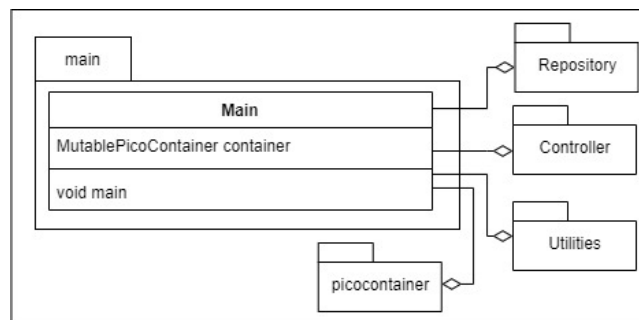 main
Main
MutablePicoContainer container
void main
Repository
Controller
Utilities
picocontainer